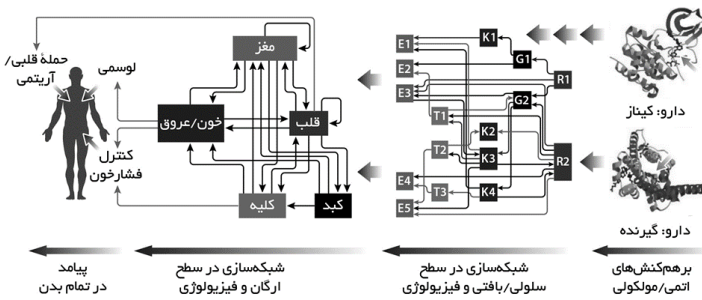 حملهٔ قلبی/
آریتمی
لوسمی
کنترل
فشارخون
مغز
خون/عروق
قلب
کلیه
کبد
E1
E2
E3
E4
E5
T1
T2
T3
K1
G1
G2
K2
K3
K4
R1
R2
دارو: کیناز
دارو: گیرنده
برهم‌کنش‌های
اتمی/مولکولی
شبکه‌سازی در سطح
سلولی/بافتی و فیزیولوژی
شبکه‌سازی در سطح
ارگان و فیزیولوژی
پیامد
در تمام بدن